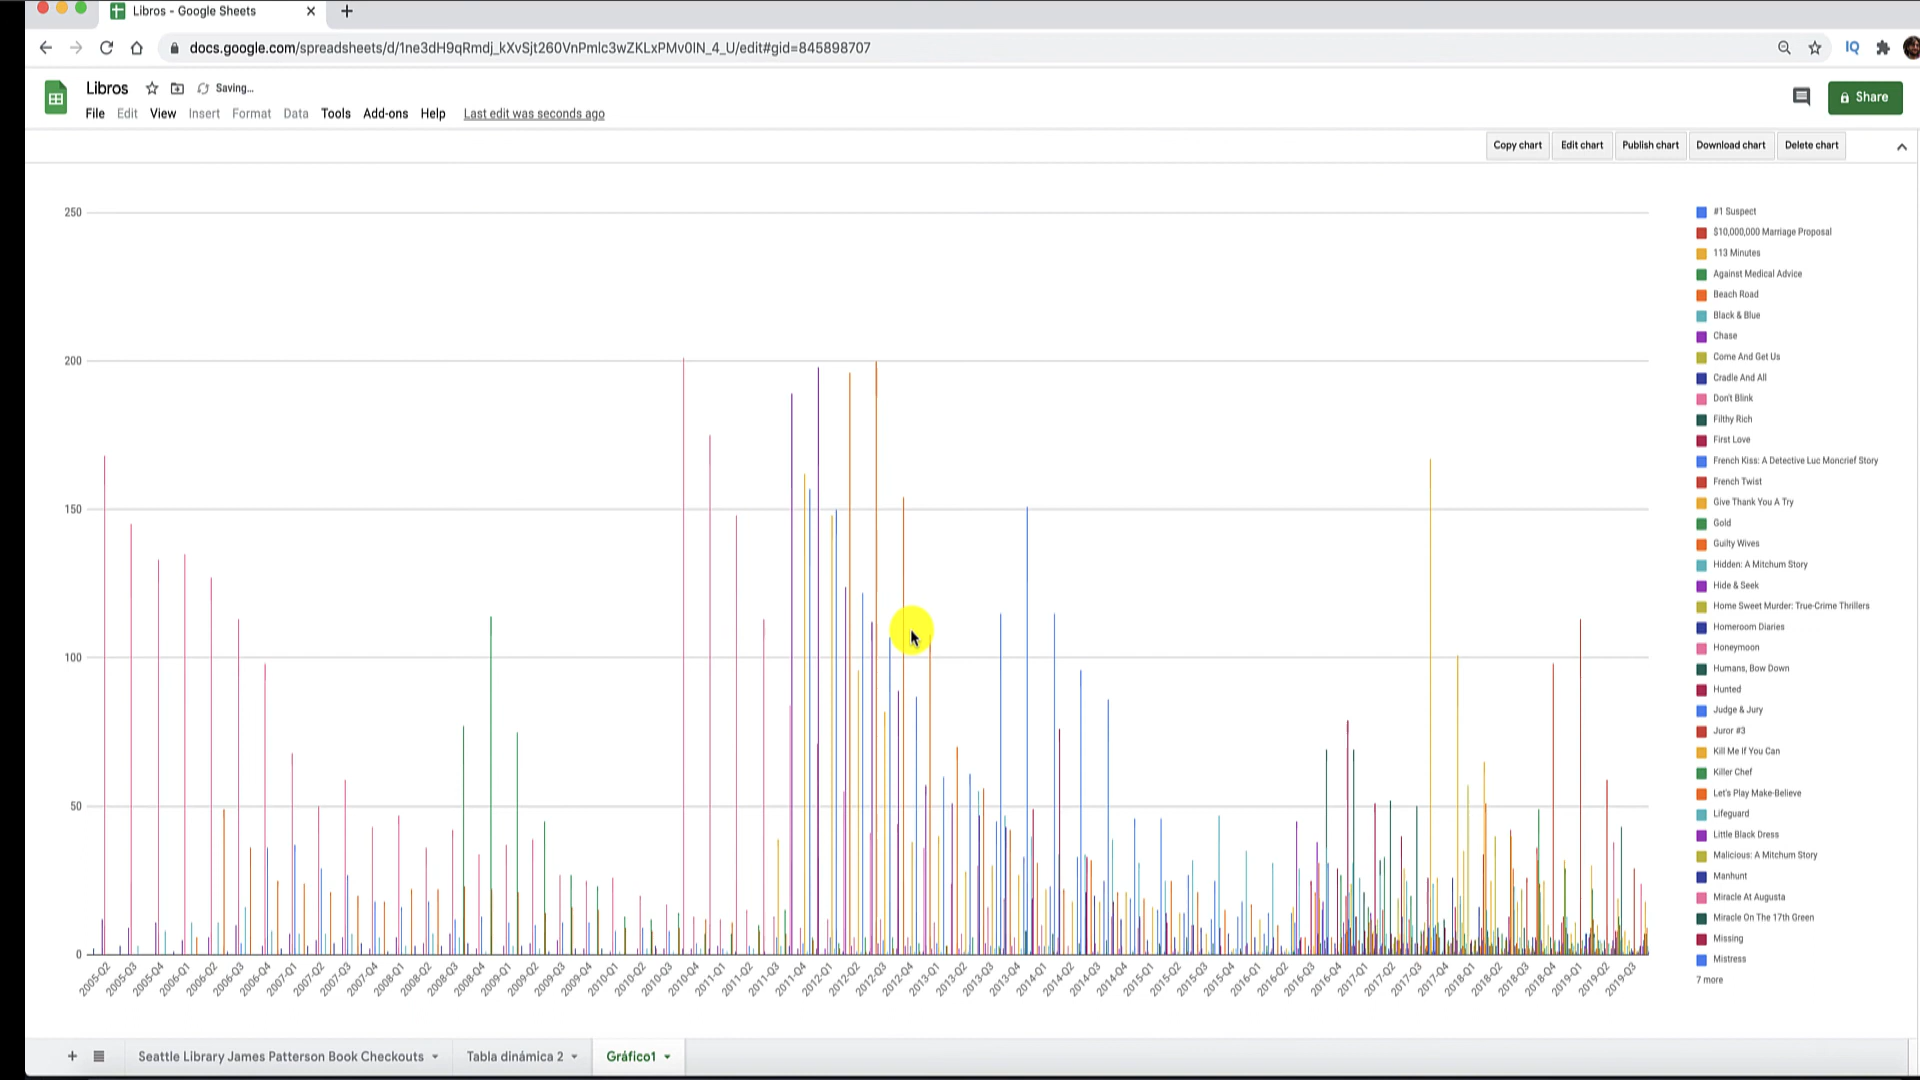 Libros - Google Sheets
docs.google.com/spreadsheets/d/1ne3dH9qRmdj_kXvSjt260VnPmlc3wZKLxPMv0IN_4_U/edit#gid=845898707
IQ
Libros
Saving...
File Edit View Insert Format Data Tools Add-ons Help Last edit was seconds ago
Share
Copy chart Edit chart Publish chart Download chart Delete chart
250
200
150
100
50
0
2005-Q2 2005-Q3 2005-Q4 2006-Q1 2006-Q2 2006-Q3 2006-Q4 2007-Q1 2007-Q2 2007-Q3 2007-Q4 2008-Q1 2008-Q2 2008-Q3 2008-Q4 2009-Q1 2009-Q2 2009-Q3 2009-Q4 2010-Q1 2010-Q2 2010-Q3 2010-Q4 2011-Q1 2011-Q2 2011-Q3 2011-Q4 2012-Q1 2012-Q2 2012-Q3 2012-Q4 2013-Q1 2013-Q2 2013-Q3 2013-Q4 2014-Q1 2014-Q2 2014-Q3 2014-Q4 2015-Q1 2015-Q2 2015-Q3 2015-Q4 2016-Q1 2016-Q2 2016-Q3 2016-Q4 2017-Q1 2017-Q2 2017-Q3 2017-Q4 2018-Q1 2018-Q2 2018-Q3 2018-Q4 2019-Q1 2019-Q2 2019-Q3
#1 Suspect
$10,000,000 Marriage Proposal
113 Minutes
Against Medical Advice
Beach Road
Black & Blue
Chase
Come And Get Us
Cradle And All
Don't Blink
Filthy Rich
First Love
French Kiss: A Detective Luc Moncrief Story
French Twist
Give Thank You A Try
Gold
Guilty Wives
Hidden: A Mitchum Story
Hide & Seek
Home Sweet Murder: True-Crime Thrillers
Homeroom Diaries
Honeymoon
Humans, Bow Down
Hunted
Judge & Jury
Juror #3
Kill Me If You Can
Killer Chef
Let's Play Make-Believe
Lifeguard
Little Black Dress
Malicious: A Mitchum Story
Manhunt
Miracle At Augusta
Miracle On The 17th Green
Missing
Mistress
7 more
Seattle Library James Patterson Book Checkouts
Tabla dinámica 2
Gráfico1